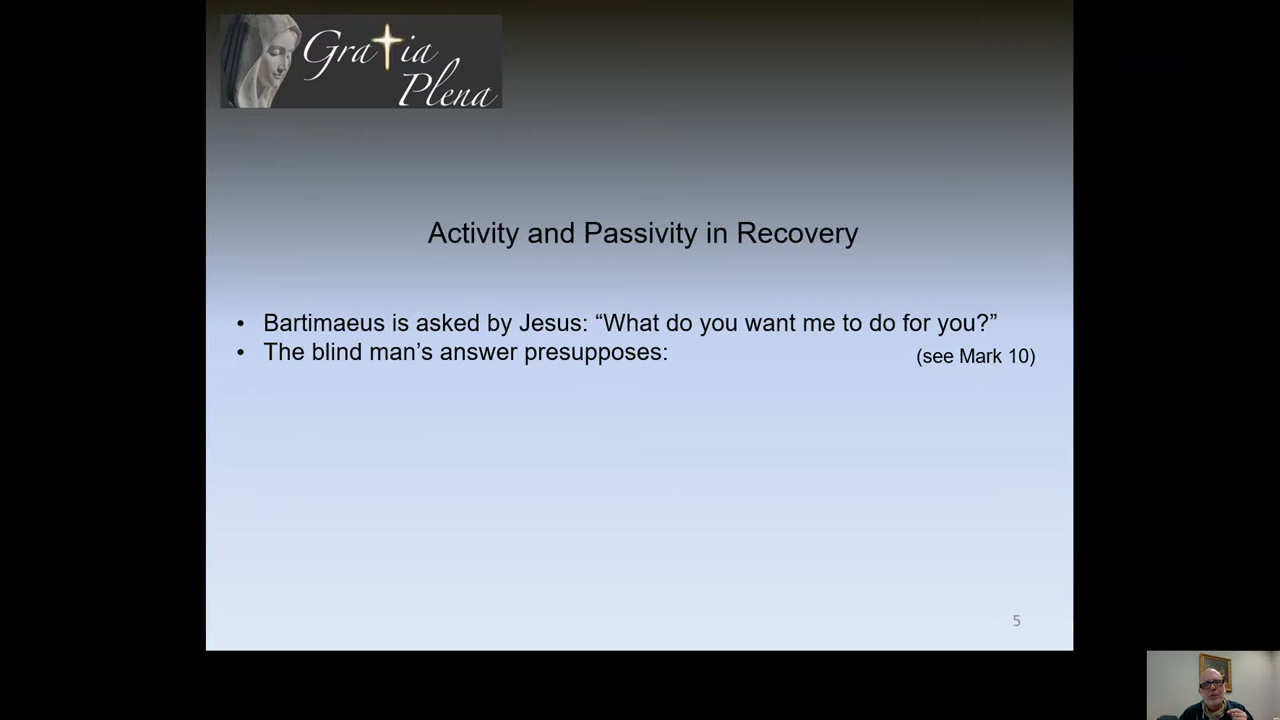 Gratia
Plena
Activity and Passivity in Recovery
• Bartimaeus is asked by Jesus: “What do you want me to do for you?”
• The blind man’s answer presupposes: (see Mark 10)
5